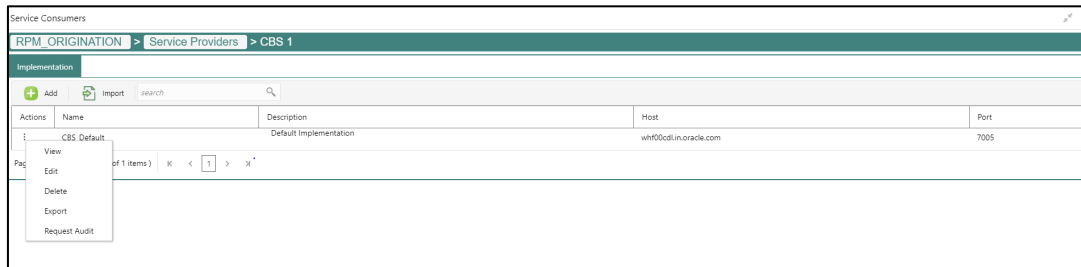 Service Consumers
RPM_ORIGINATION > Service Providers > CBS 1
Implementation
Add Import search
Actions Name Description Host Port
CBS_Default Default Implementation whf00cdl.in.oracle.com 7005
View
Pag of 1 items ) K < 1 > >|
Edit
Delete
Export
Request Audit